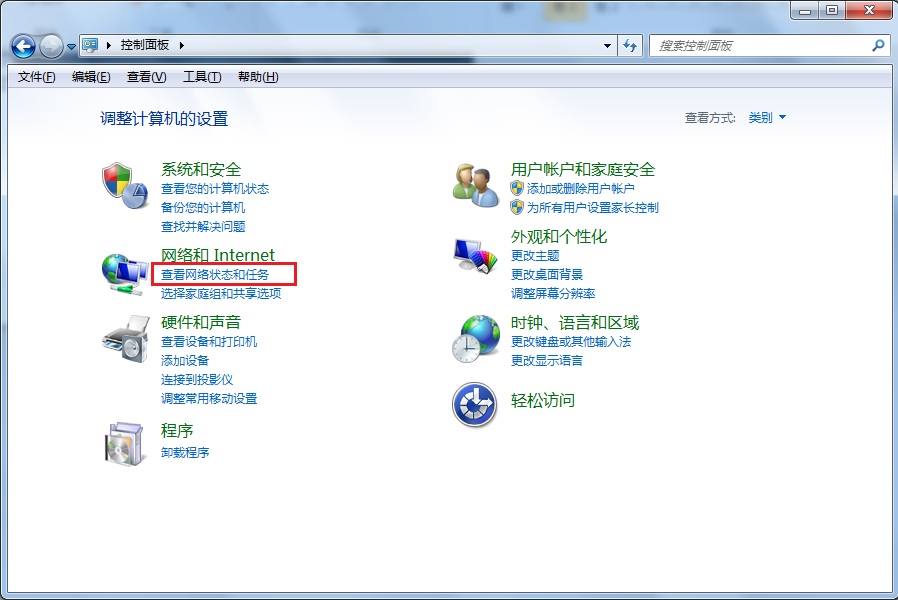 控制面板
搜索控制面板
文件(F) 编辑(E) 查看(V) 工具(T) 帮助(H)
调整计算机的设置
查看方式: 类别
系统和安全
查看您的计算机状态
备份您的计算机
查找并解决问题
网络和 Internet
查看网络状态和任务
选择家庭组和共享选项
硬件和声音
查看设备和打印机
添加设备
连接到投影仪
调整常用移动设置
程序
卸载程序
用户帐户和家庭安全
添加或删除用户帐户
为所有用户设置家长控制
外观和个性化
更改主题
更改桌面背景
调整屏幕分辨率
时钟、语言和区域
更改键盘或其他输入法
更改显示语言
轻松访问